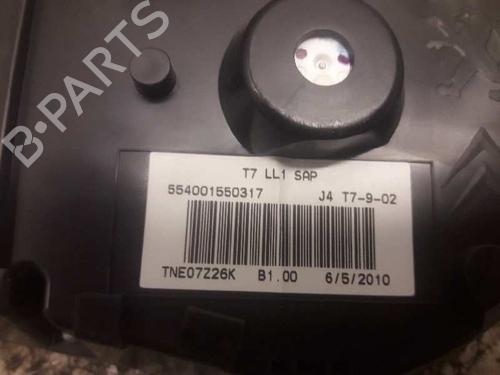 B-PARTS
T7 LL1 SAP
554001550317 J4 T7-9-02
TNE07Z26K B1.00 6/5/2010